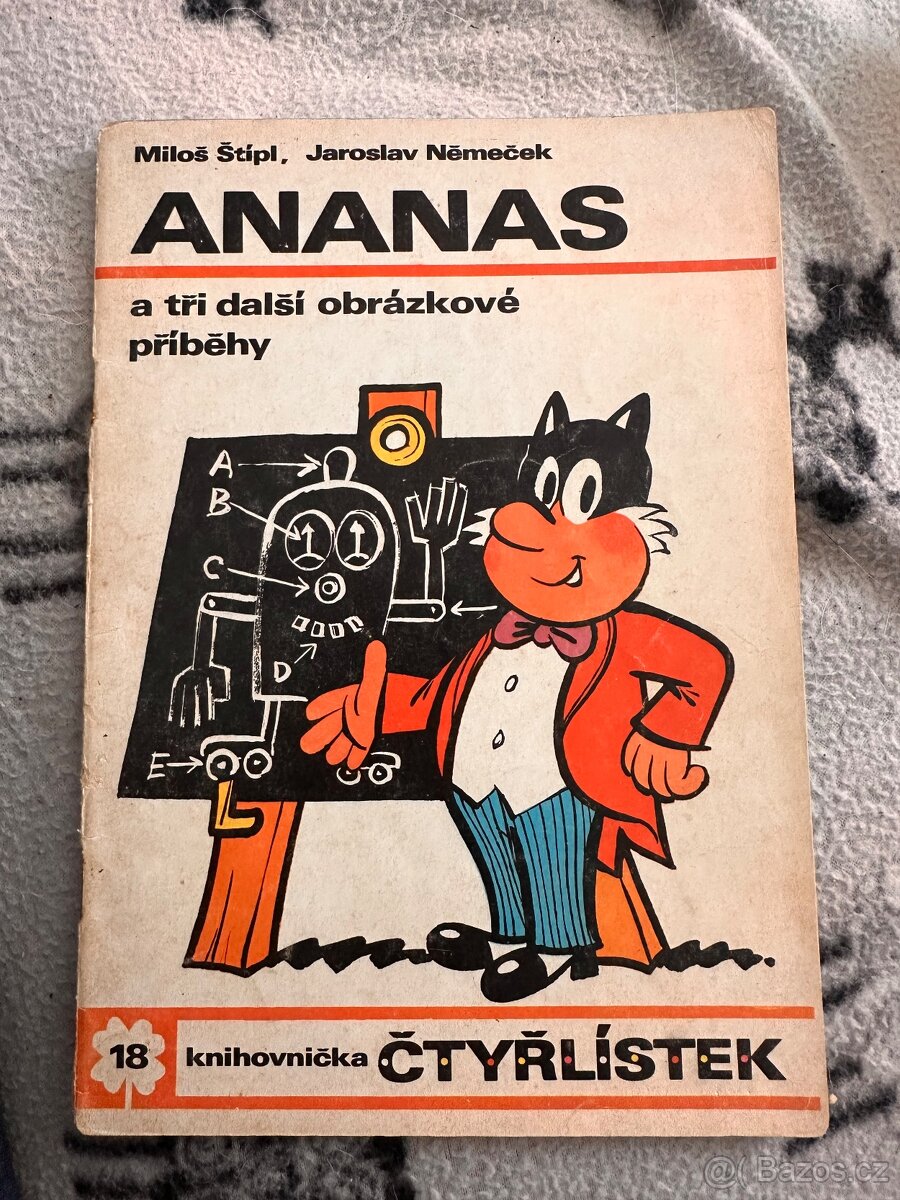 Miloš Štípl, Jaroslav Němeček
ANANAS
a tři další obrázkové
příběhy
A
B
C
D
E
18 knihovnička ČTYŘLÍSTEK
@ Bazos.cz